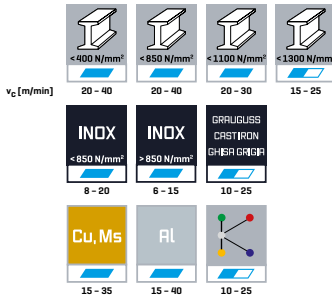 <400 N/mm² <850 N/mm² <1100 N/mm² <1300 N/mm²
v꜀ [m/min] 20 – 40 20 – 40 20 – 30 15 – 25
INOX INOX GRAUGUSS
CAST IRON
<850 N/mm² >850 N/mm² GHISA GRIGIA
8 – 20 6 – 15 10 – 25
Cu, Ms Al
15 – 35 15 – 40 10 – 25